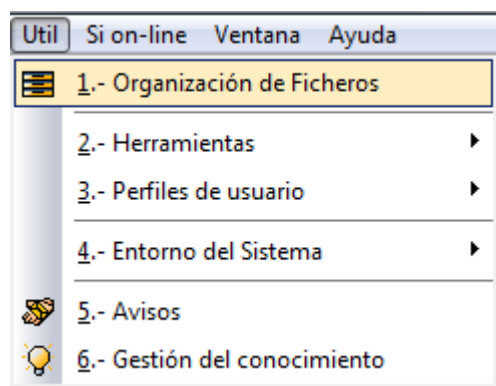 Util Si on-line Ventana Ayuda
1.- Organización de Ficheros
2.- Herramientas
3.- Perfiles de usuario
4.- Entorno del Sistema
5.- Avisos
6.- Gestión del conocimiento